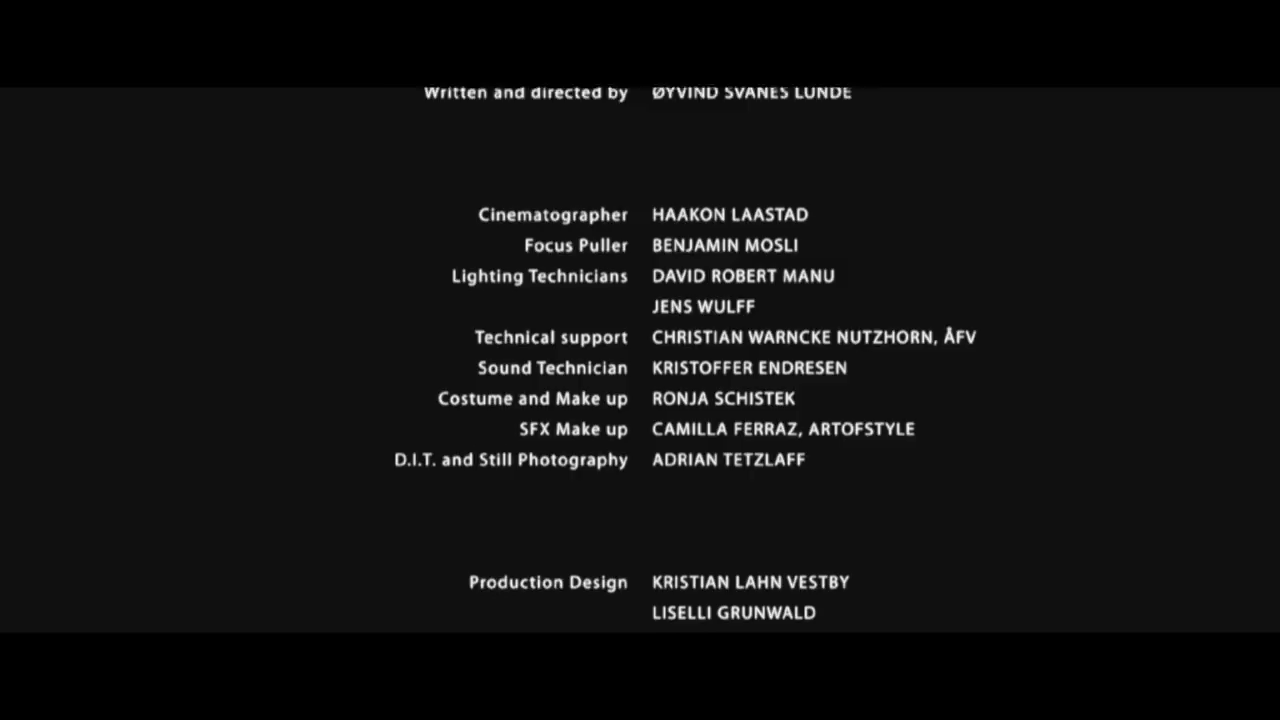 Written and directed by ØYVIND SVANES LUNDE
Cinematographer HAAKON LAASTAD
Focus Puller BENJAMIN MOSLI
Lighting Technicians DAVID ROBERT MANU
JENS WULFF
Technical support CHRISTIAN WARNCKE NUTZHORN, ÅFV
Sound Technician KRISTOFFER ENDRESEN
Costume and Make up RONJA SCHISTEK
SFX Make up CAMILLA FERRAZ, ARTOFSTYLE
D.I.T. and Still Photography ADRIAN TETZLAFF
Production Design KRISTIAN LAHN VESTBY
LISELLI GRUNWALD